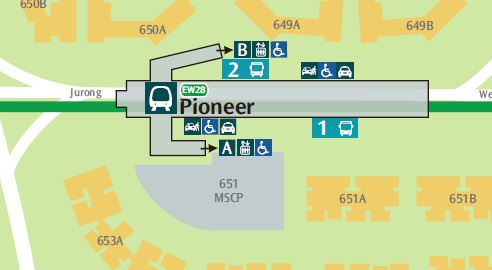 650B
650A
649A
649B
B
2
Jurong
EW28
Pioneer
1
A
651
MSCP
651A
651B
653A